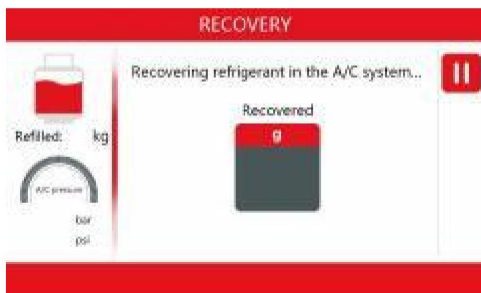 RECOVERY
Recovering refrigerant in the A/C system...
Recovered
g
Refilled: kg
A/C pressure
bar
psi